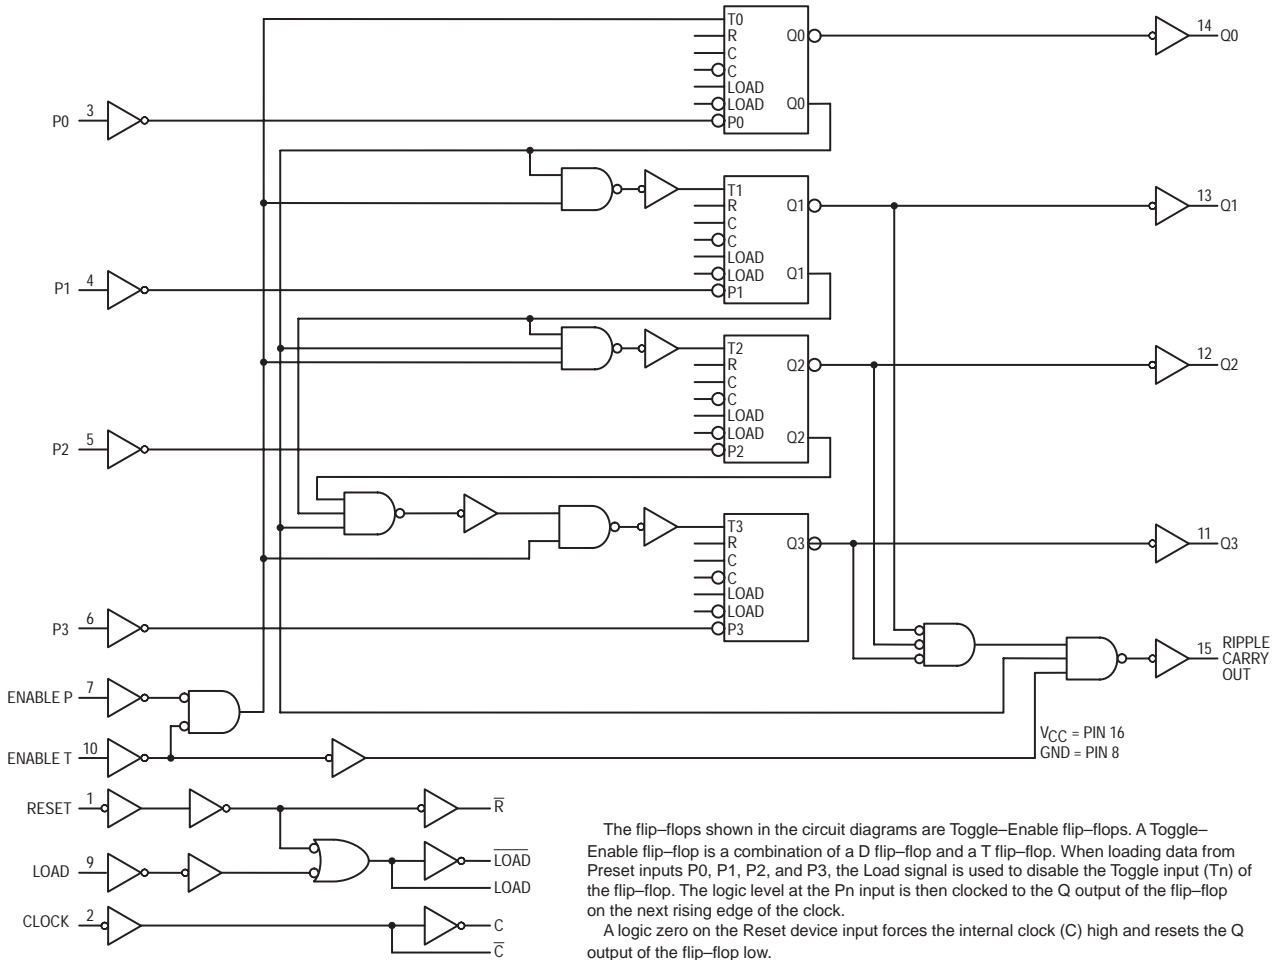 T0
R
C
C
LOAD
LOAD
P0
Q0
Q0
14
Q0
P0
3
T1
R
C
C
LOAD
LOAD
P1
Q1
Q1
13
Q1
P1
4
T2
R
C
C
LOAD
LOAD
P2
Q2
Q2
12
Q2
P2
5
T3
R
C
C
LOAD
LOAD
P3
Q3
11
Q3
P3
6
15
RIPPLE
CARRY
OUT
ENABLE P
7
ENABLE T
10
VCC = PIN 16
GND = PIN 8
RESET
1
R̅
LOAD
9
L̅O̅A̅D̅
LOAD
CLOCK
2
C
C̅
The flip–flops shown in the circuit diagrams are Toggle–Enable flip–flops. A Toggle–
Enable flip–flop is a combination of a D flip–flop and a T flip–flop. When loading data from
Preset inputs P0, P1, P2, and P3, the Load signal is used to disable the Toggle input (Tn) of
the flip–flop. The logic level at the Pn input is then clocked to the Q output of the flip–flop
on the next rising edge of the clock.
A logic zero on the Reset device input forces the internal clock (C) high and resets the Q
output of the flip–flop low.